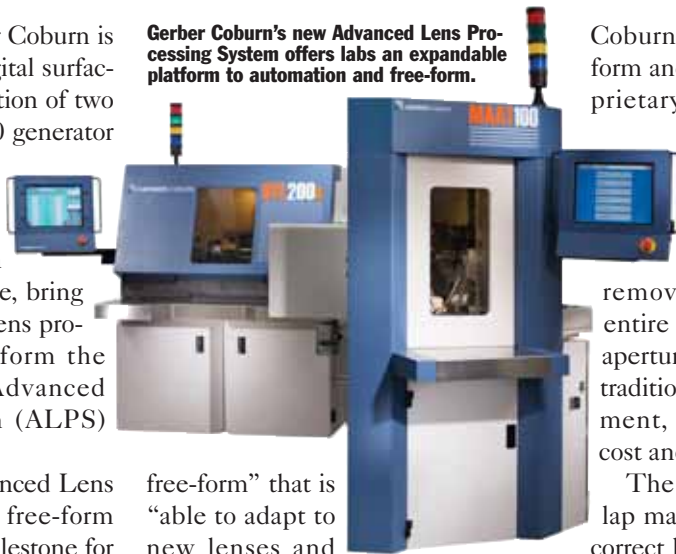 r Coburn is
gital surfac-
tion of two
0 generator
e, bring
ens pro-
form the
Advanced
n (ALPS)
nced Lens
free-form
lestone for
Gerber Coburn's new Advanced Lens Pro-
cessing System offers labs an expandable
platform to automation and free-form.
MAAT100
200
free-form" that is
"able to adapt to
new lenses and
Coburn
form and
prietary
remov
entire
apertur
traditio
ment,
cost and
The
lap ma
correct l